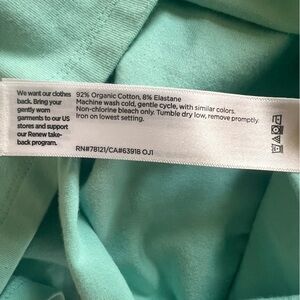 We want our clothes
back. Bring your
gently worn
garments to our US
stores and support
our Renew take-
back program.
92% Organic Cotton, 8% Elastane
Machine wash cold, gentle cycle, with similar colors.
Non-chlorine bleach only. Tumble dry low, remove promptly.
Iron on lowest setting.
RN#78121/CA#63918 OJ1